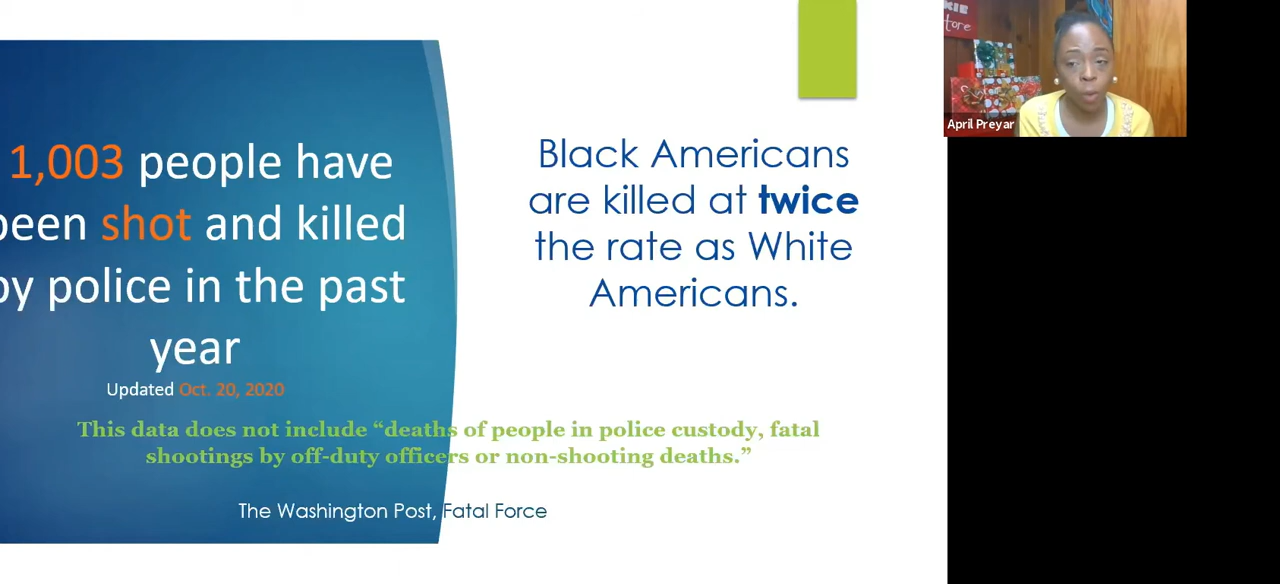 1,003 people have
been shot and killed
by police in the past
year
Updated Oct. 20, 2020
Black Americans
are killed at twice
the rate as White
Americans.
This data does not include “deaths of people in police custody, fatal
shootings by off-duty officers or non-shooting deaths.”
The Washington Post, Fatal Force
KIE
tore
April Preyar